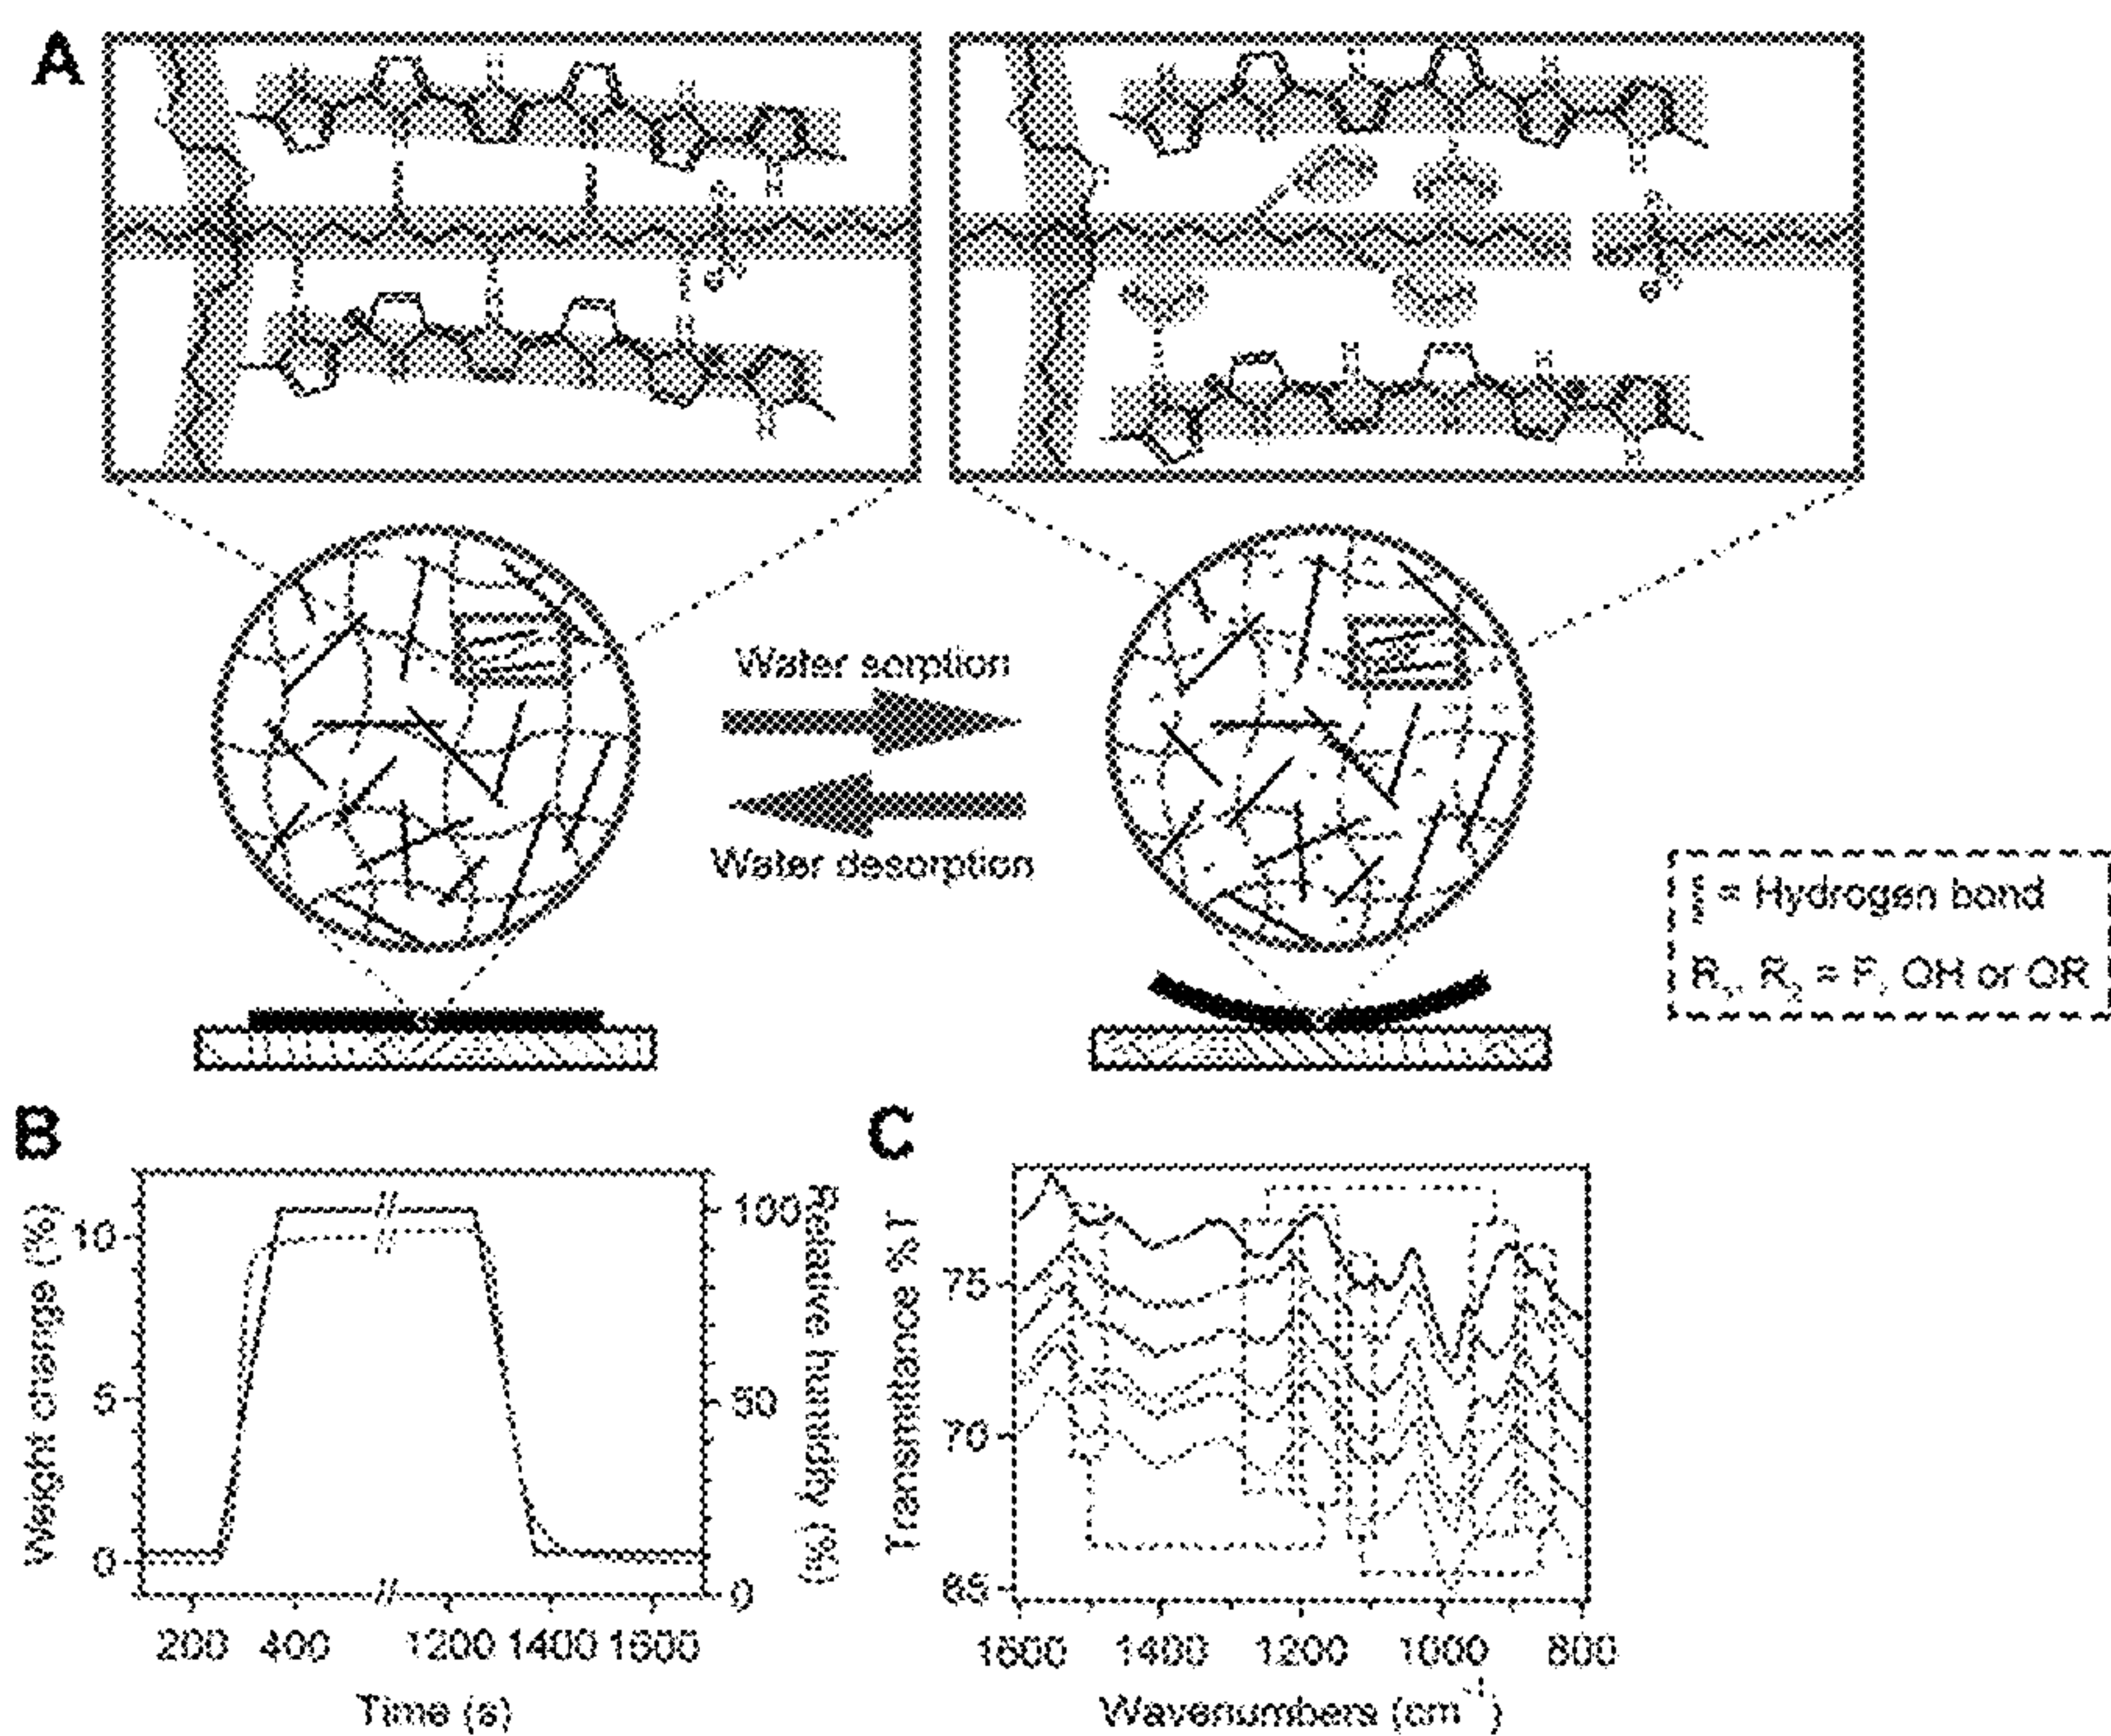 A
Water sorption
Water desorption
= Hydrogen bond
R₁, R₂ = P, OH or OR
B
Weight change (%)
10
5
0
100
50
0
Relative humidity (%)
200 400 1200 1400 1600
Time (s)
C
Transmittance %T
75
70
65
1600 1400 1200 1000 800
Wavenumbers (cm⁻¹)